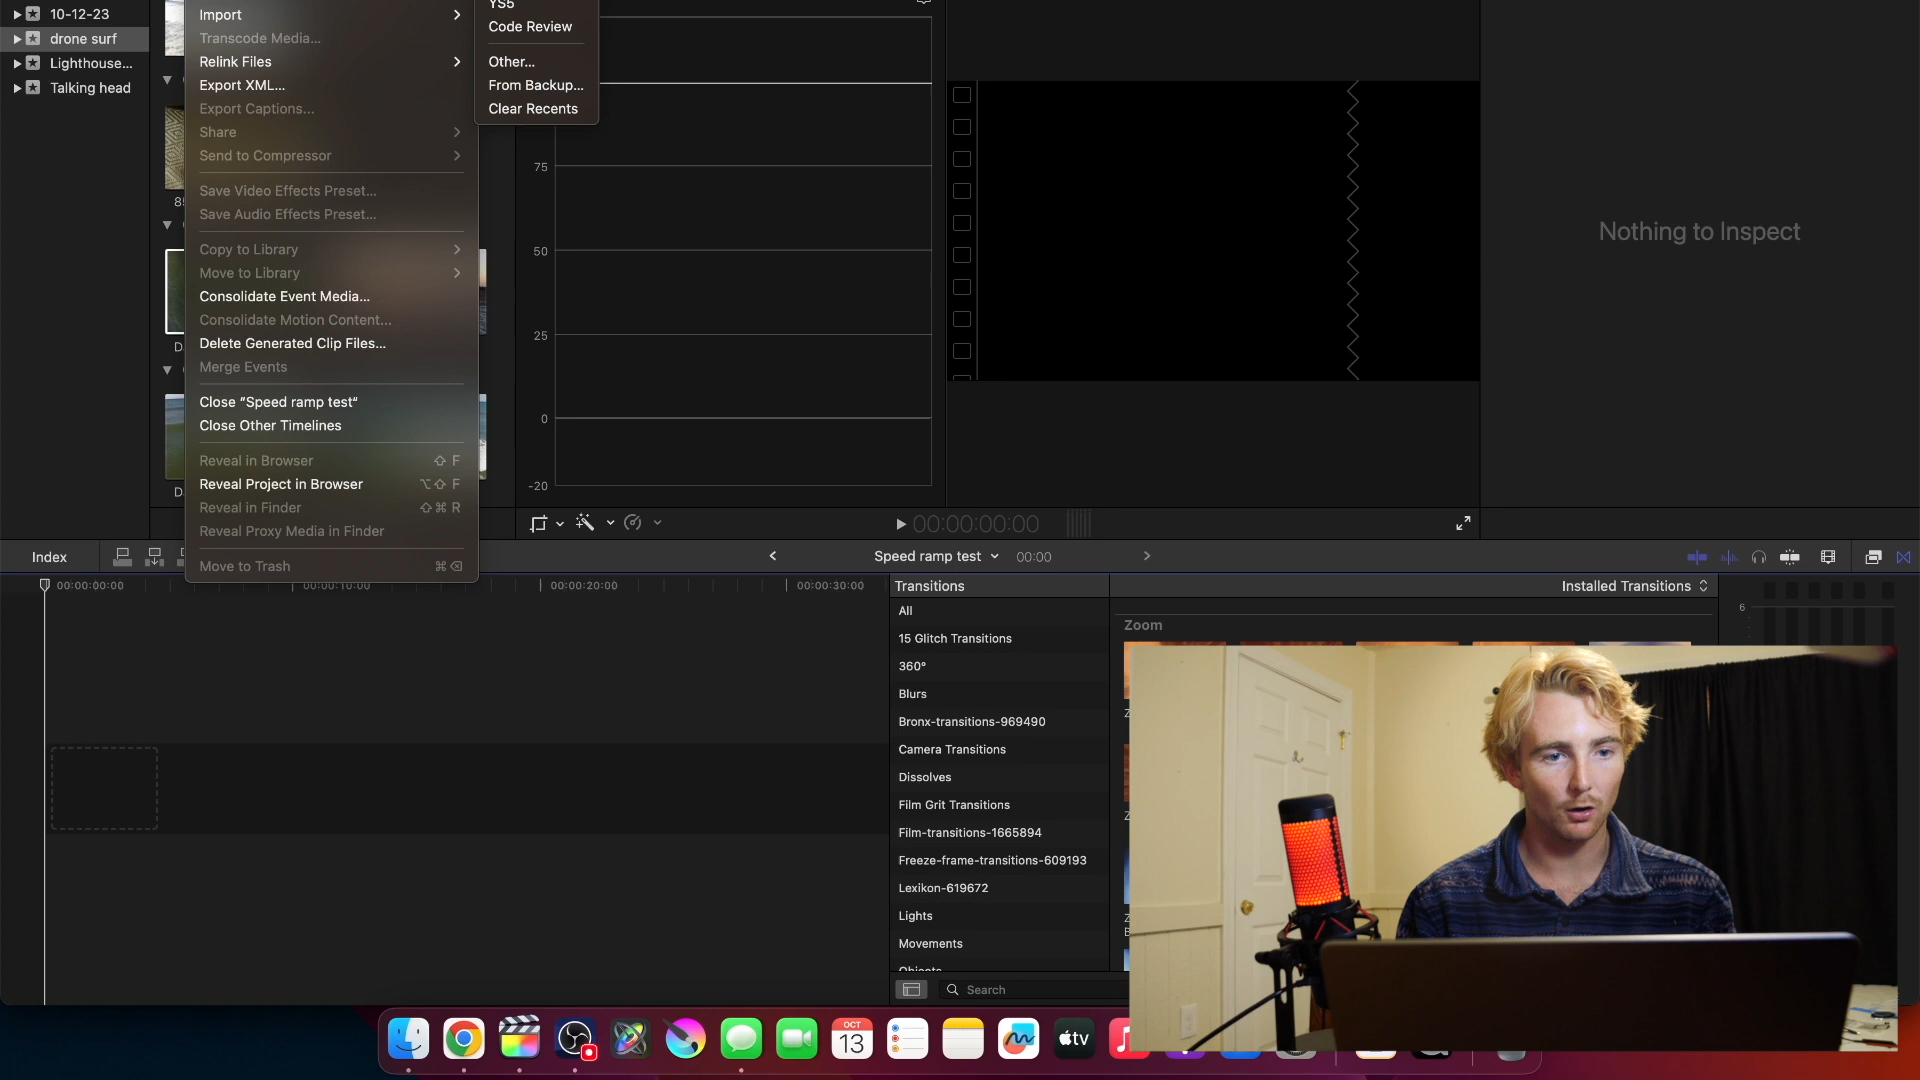 10-12-23
drone surf
Lighthouse...
Talking head
Import
Transcode Media...
Relink Files
Export XML...
Export Captions...
Share
Send to Compressor
Save Video Effects Preset...
Save Audio Effects Preset...
Copy to Library
Move to Library
Consolidate Event Media...
Consolidate Motion Content...
Delete Generated Clip Files...
Merge Events
Close "Speed ramp test"
Close Other Timelines
Reveal in Browser ⇧ F
Reveal Project in Browser ⌥⇧ F
Reveal in Finder ⇧⌘ R
Reveal Proxy Media in Finder
Move to Trash ⌘⌫
YS5
Code Review
Other...
From Backup...
Clear Recents
75
50
25
0
-20
Nothing to Inspect
00:00:00:00
Index
Speed ramp test
00:00
00:00:00:00
00:00:10:00
00:00:20:00
00:00:30:00
Transitions
Installed Transitions
All
15 Glitch Transitions
360°
Blurs
Bronx-transitions-969490
Camera Transitions
Dissolves
Film Grit Transitions
Film-transitions-1665894
Freeze-frame-transitions-609193
Lexikon-619672
Lights
Movements
Objects
Search
Zoom
6
OCT
13
tv